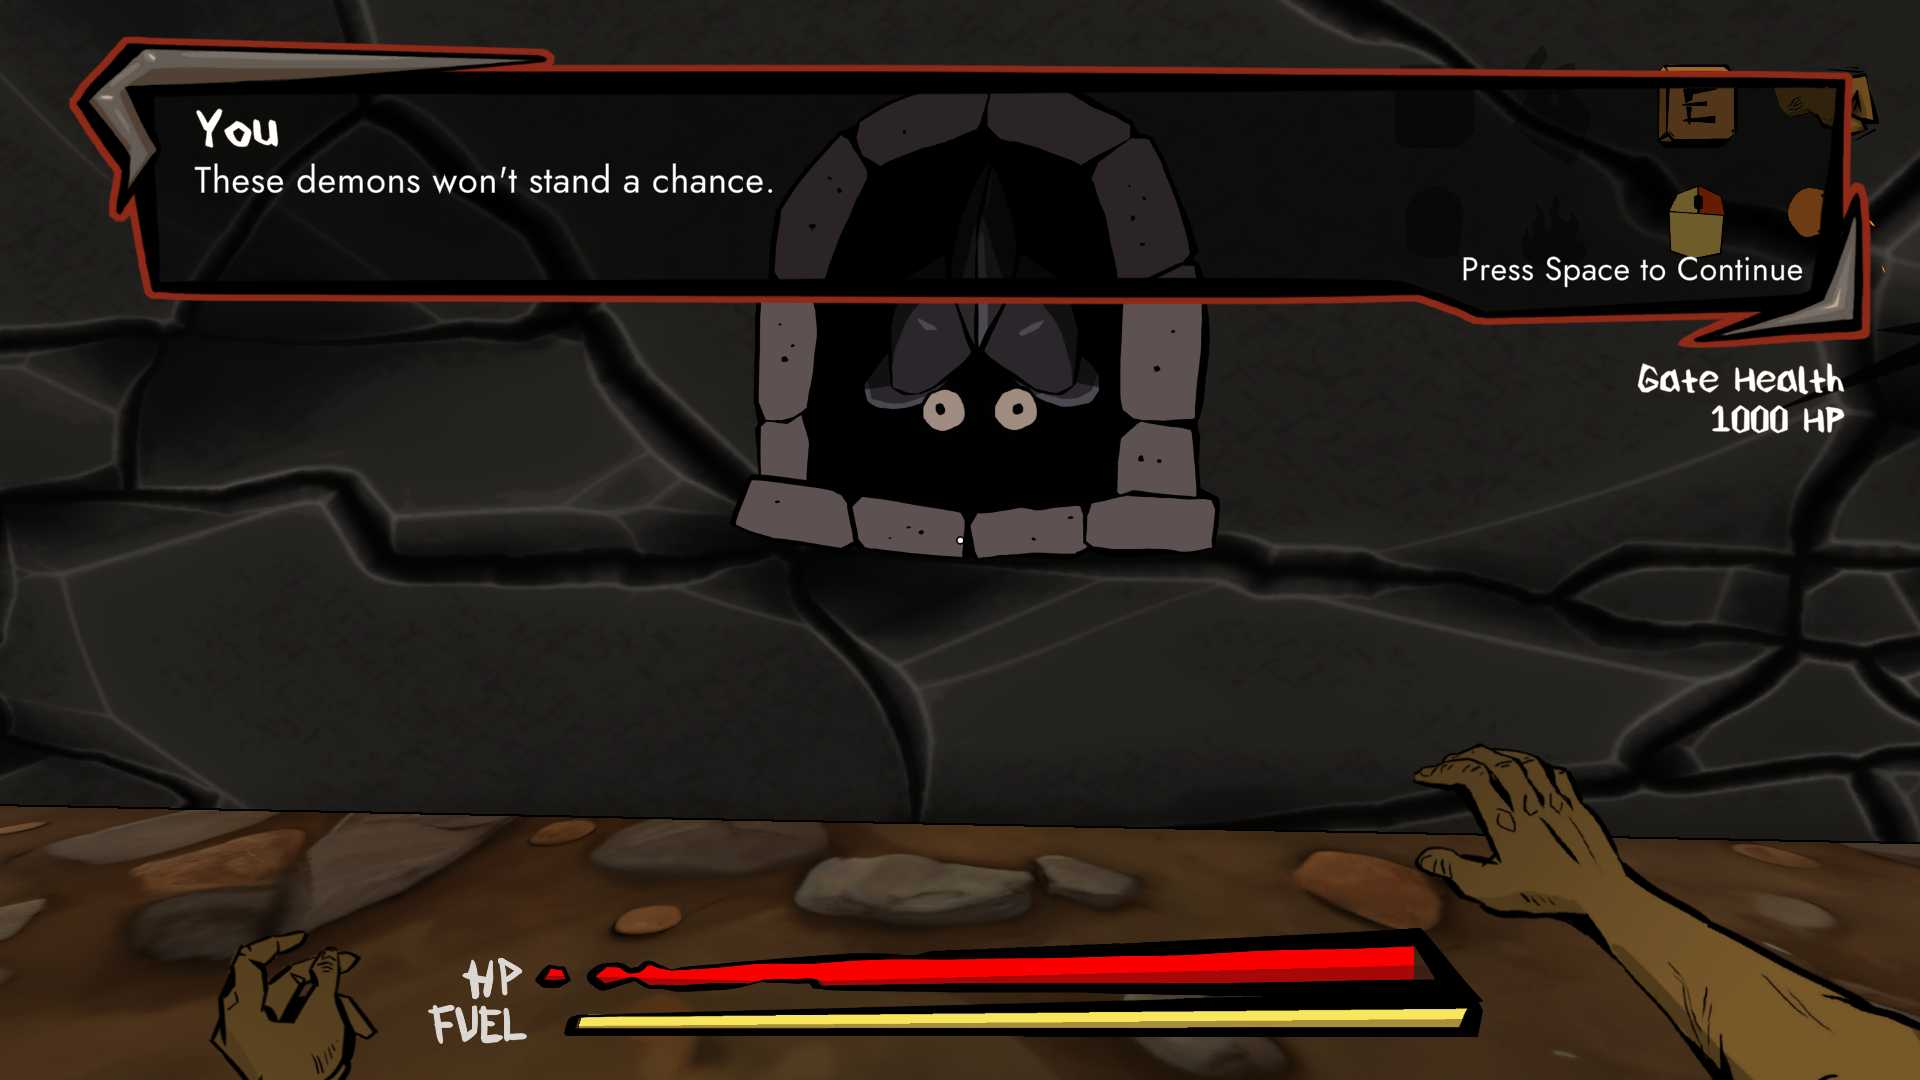 You
These demons won't stand a chance.
E
Press Space to Continue
Gate Health
1000 HP
HP
FUEL